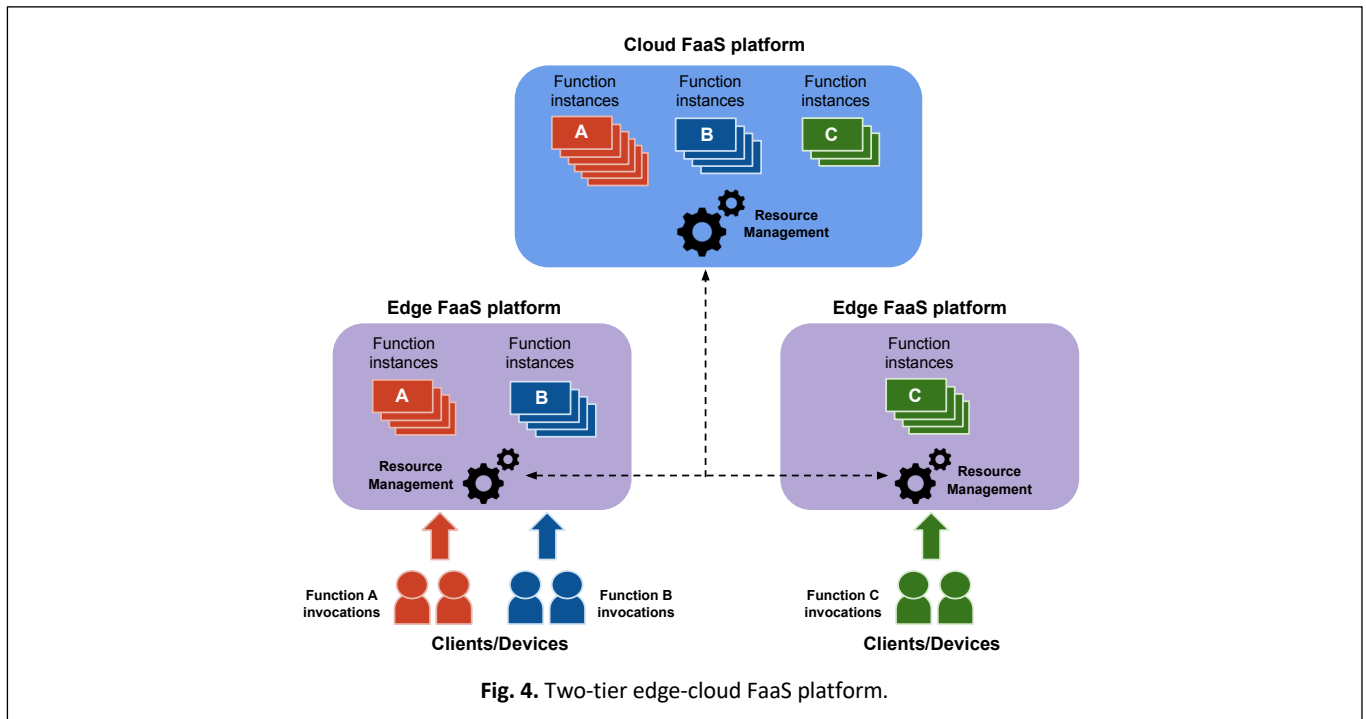 Cloud FaaS platform
Function
instances
A
Function
instances
B
Function
instances
C
Resource
Management
Edge FaaS platform
Function
instances
A
Function
instances
B
Resource
Management
Edge FaaS platform
Function
instances
C
Resource
Management
Function A
invocations
Function B
invocations
Clients/Devices
Function C
invocations
Clients/Devices
Fig. 4. Two-tier edge-cloud FaaS platform.